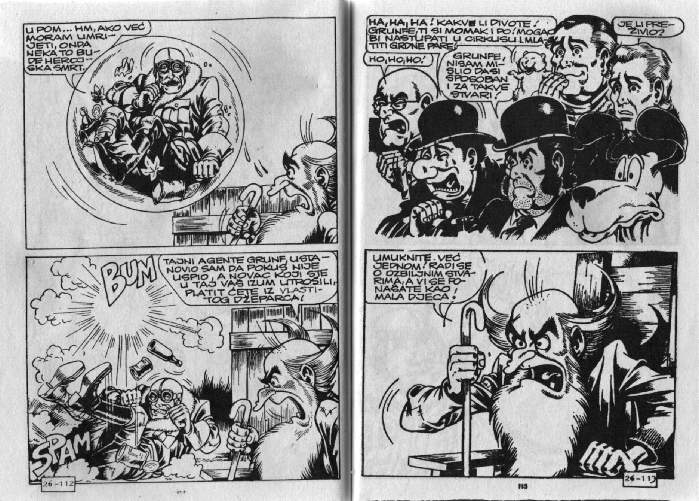 U POM... HM, AKO VEĆ
MORAM UMRI-
JETI, ONDA
NEKA TO BU-
DE HEROJ-
SKA SMRT.
BUM
TAJNI AGENTE GRUNF, USTA-
NOVIO SAM DA POKUS NIJE
USPIO, A NOVAC KOJI STE
U TAJ VAŠ IZUM UTROŠILI,
PLATIT ĆETE IZ VLASTI-
TOG DŽEPARCA!
SPAM
26-112
HA, HA, HA! KAKVE LI DIVOTE!
GRUNFE, TI SI MOMAK I PO! MOGAO
BI NASTUPATI U CIRKUSU I MLA-
TITI GRDNE PARE!
JE LI PRE-
ŽIVIO?
HO, HO, HO!
GRUNFE,
NISAM MI-
SLIO DA SI
SPOSOBAN
I ZA TAKVE
STVARI!
UMUKNITE VEĆ
JEDNOM! RADI SE
O OZBILJNIM STVA-
RIMA, A VI SE PO-
NAŠATE KAO
MALA DJECA!
113
26-113